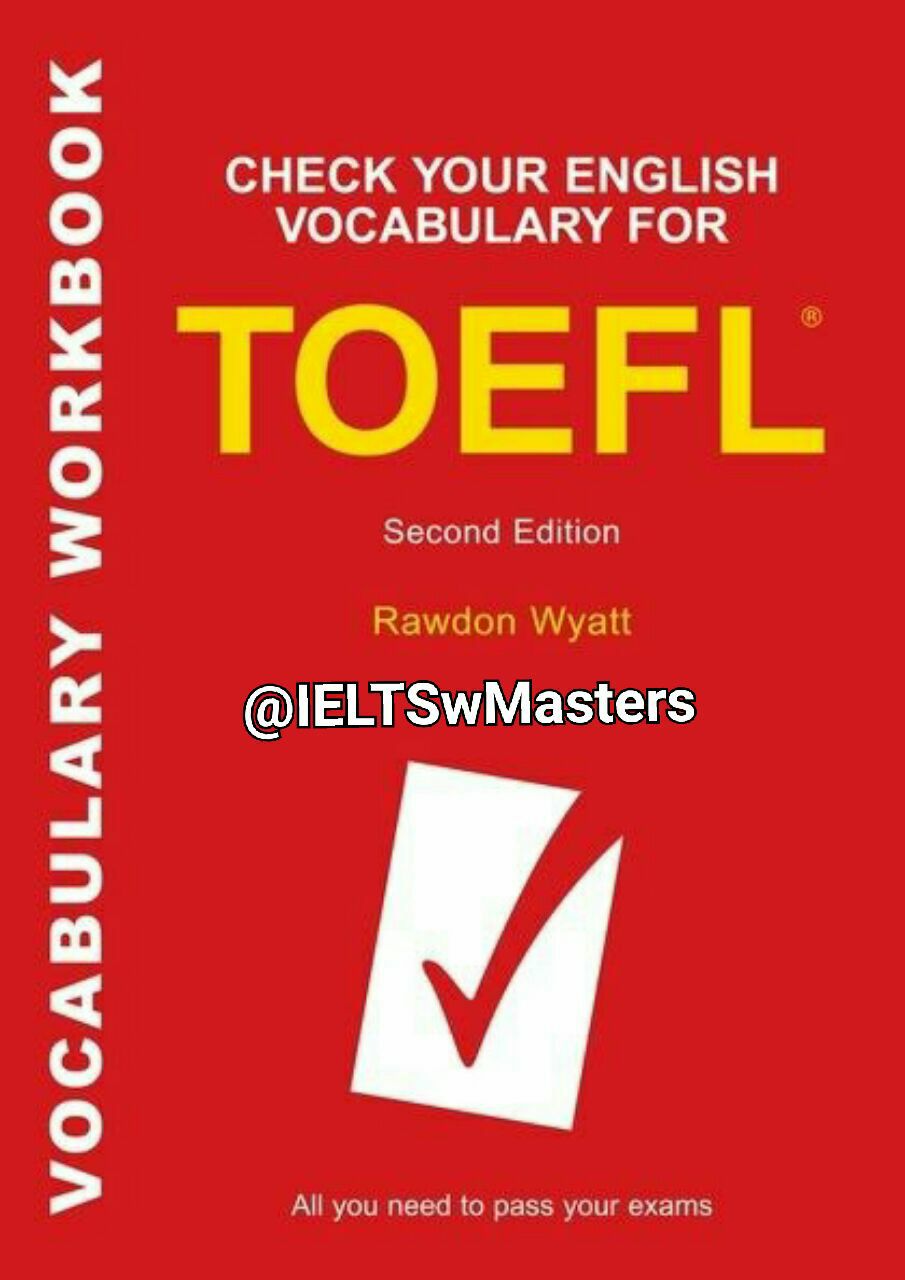 VOCABULARY WORKBOOK
CHECK YOUR ENGLISH
VOCABULARY FOR
TOEFL®
Second Edition
Rawdon Wyatt
@IELTSwMasters
All you need to pass your exams